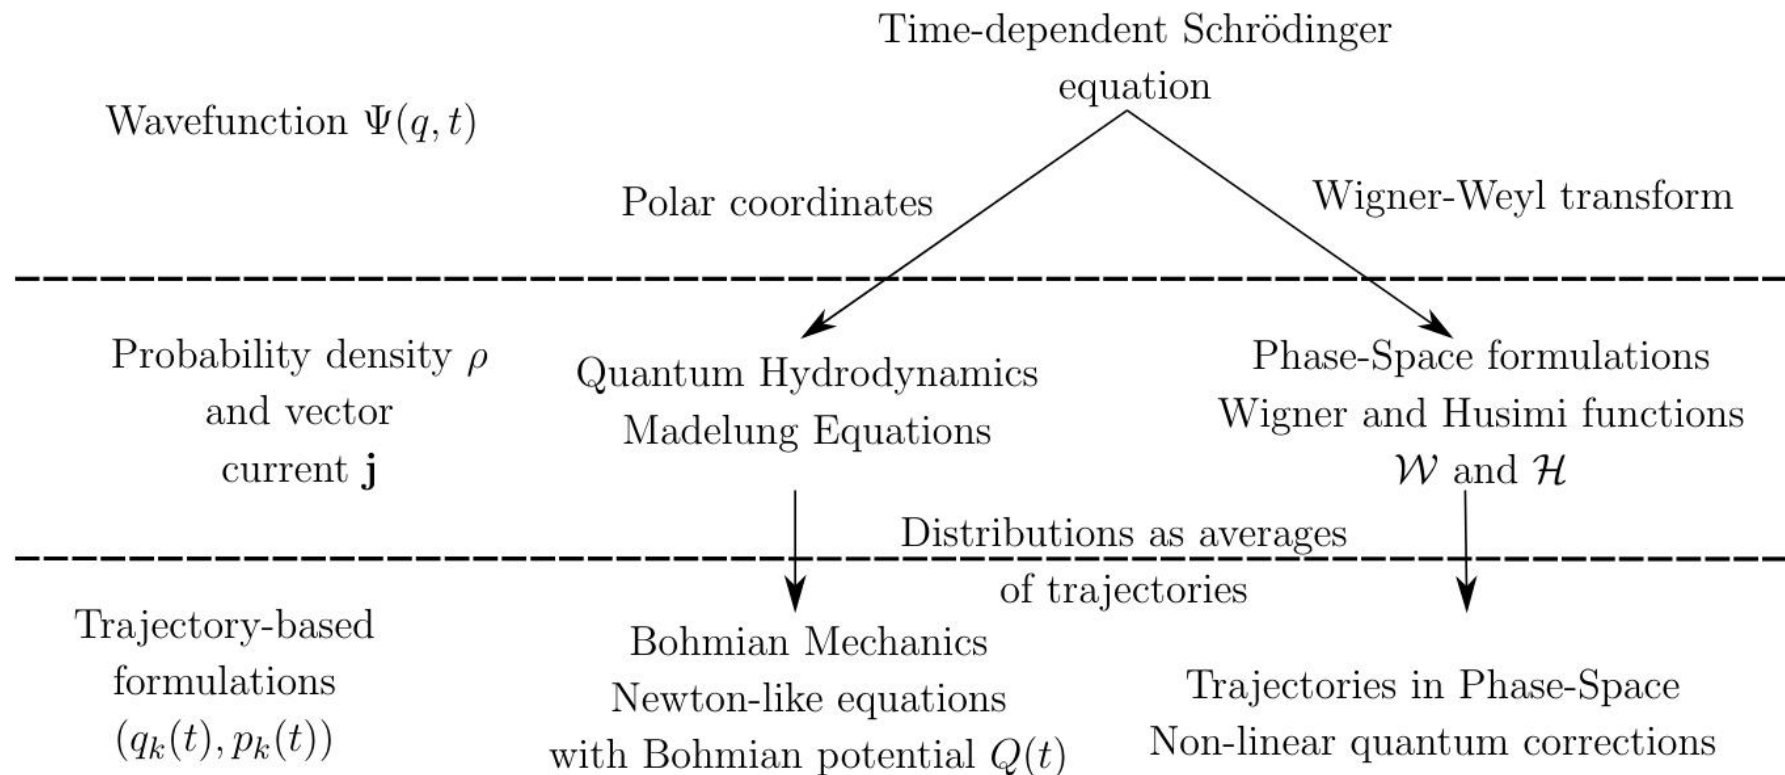 Time-dependent Schrödinger
equation
Wavefunction Ψ(q, t)
Polar coordinates
Wigner-Weyl transform
Probability density ρ
and vector
current j
Quantum Hydrodynamics
Madelung Equations
Phase-Space formulations
Wigner and Husimi functions
𝒲 and ℋ
Distributions as averages
of trajectories
Trajectory-based
formulations
(qₖ(t), pₖ(t))
Bohmian Mechanics
Newton-like equations
with Bohmian potential Q(t)
Trajectories in Phase-Space
Non-linear quantum corrections